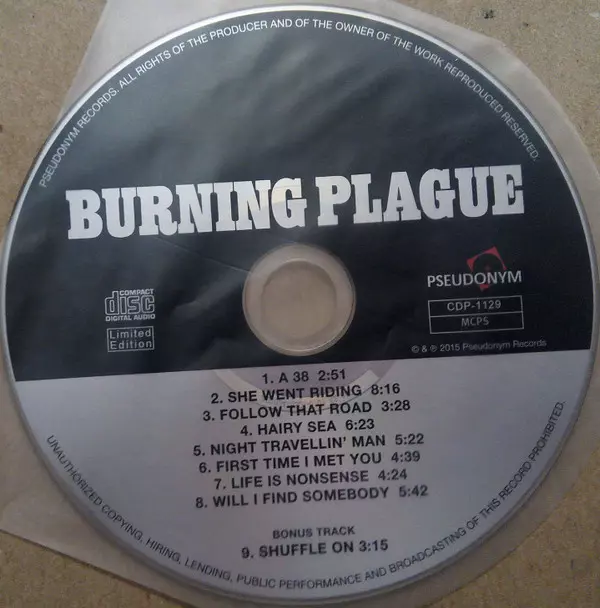 PSEUDONYM RECORDS. ALL RIGHTS OF THE PRODUCER AND OF THE OWNER OF THE WORK REPRODUCED RESERVED.
BURNING PLAGUE
PSEUDONYM
CDP-1129
MCPS
COMPACT
disc
DIGITAL AUDIO
Limited
Edition
© & ℗ 2015 Pseudonym Records
1. A 38 2:51
2. SHE WENT RIDING 8:16
3. FOLLOW THAT ROAD 3:28
4. HAIRY SEA 6:23
5. NIGHT TRAVELLIN' MAN 5:22
6. FIRST TIME I MET YOU 4:39
7. LIFE IS NONSENSE 4:24
8. WILL I FIND SOMEBODY 5:42
BONUS TRACK
9. SHUFFLE ON 3:15
UNAUTHORIZED COPYING, HIRING, LENDING, PUBLIC PERFORMANCE AND BROADCASTING OF THIS RECORD PROHIBITED.